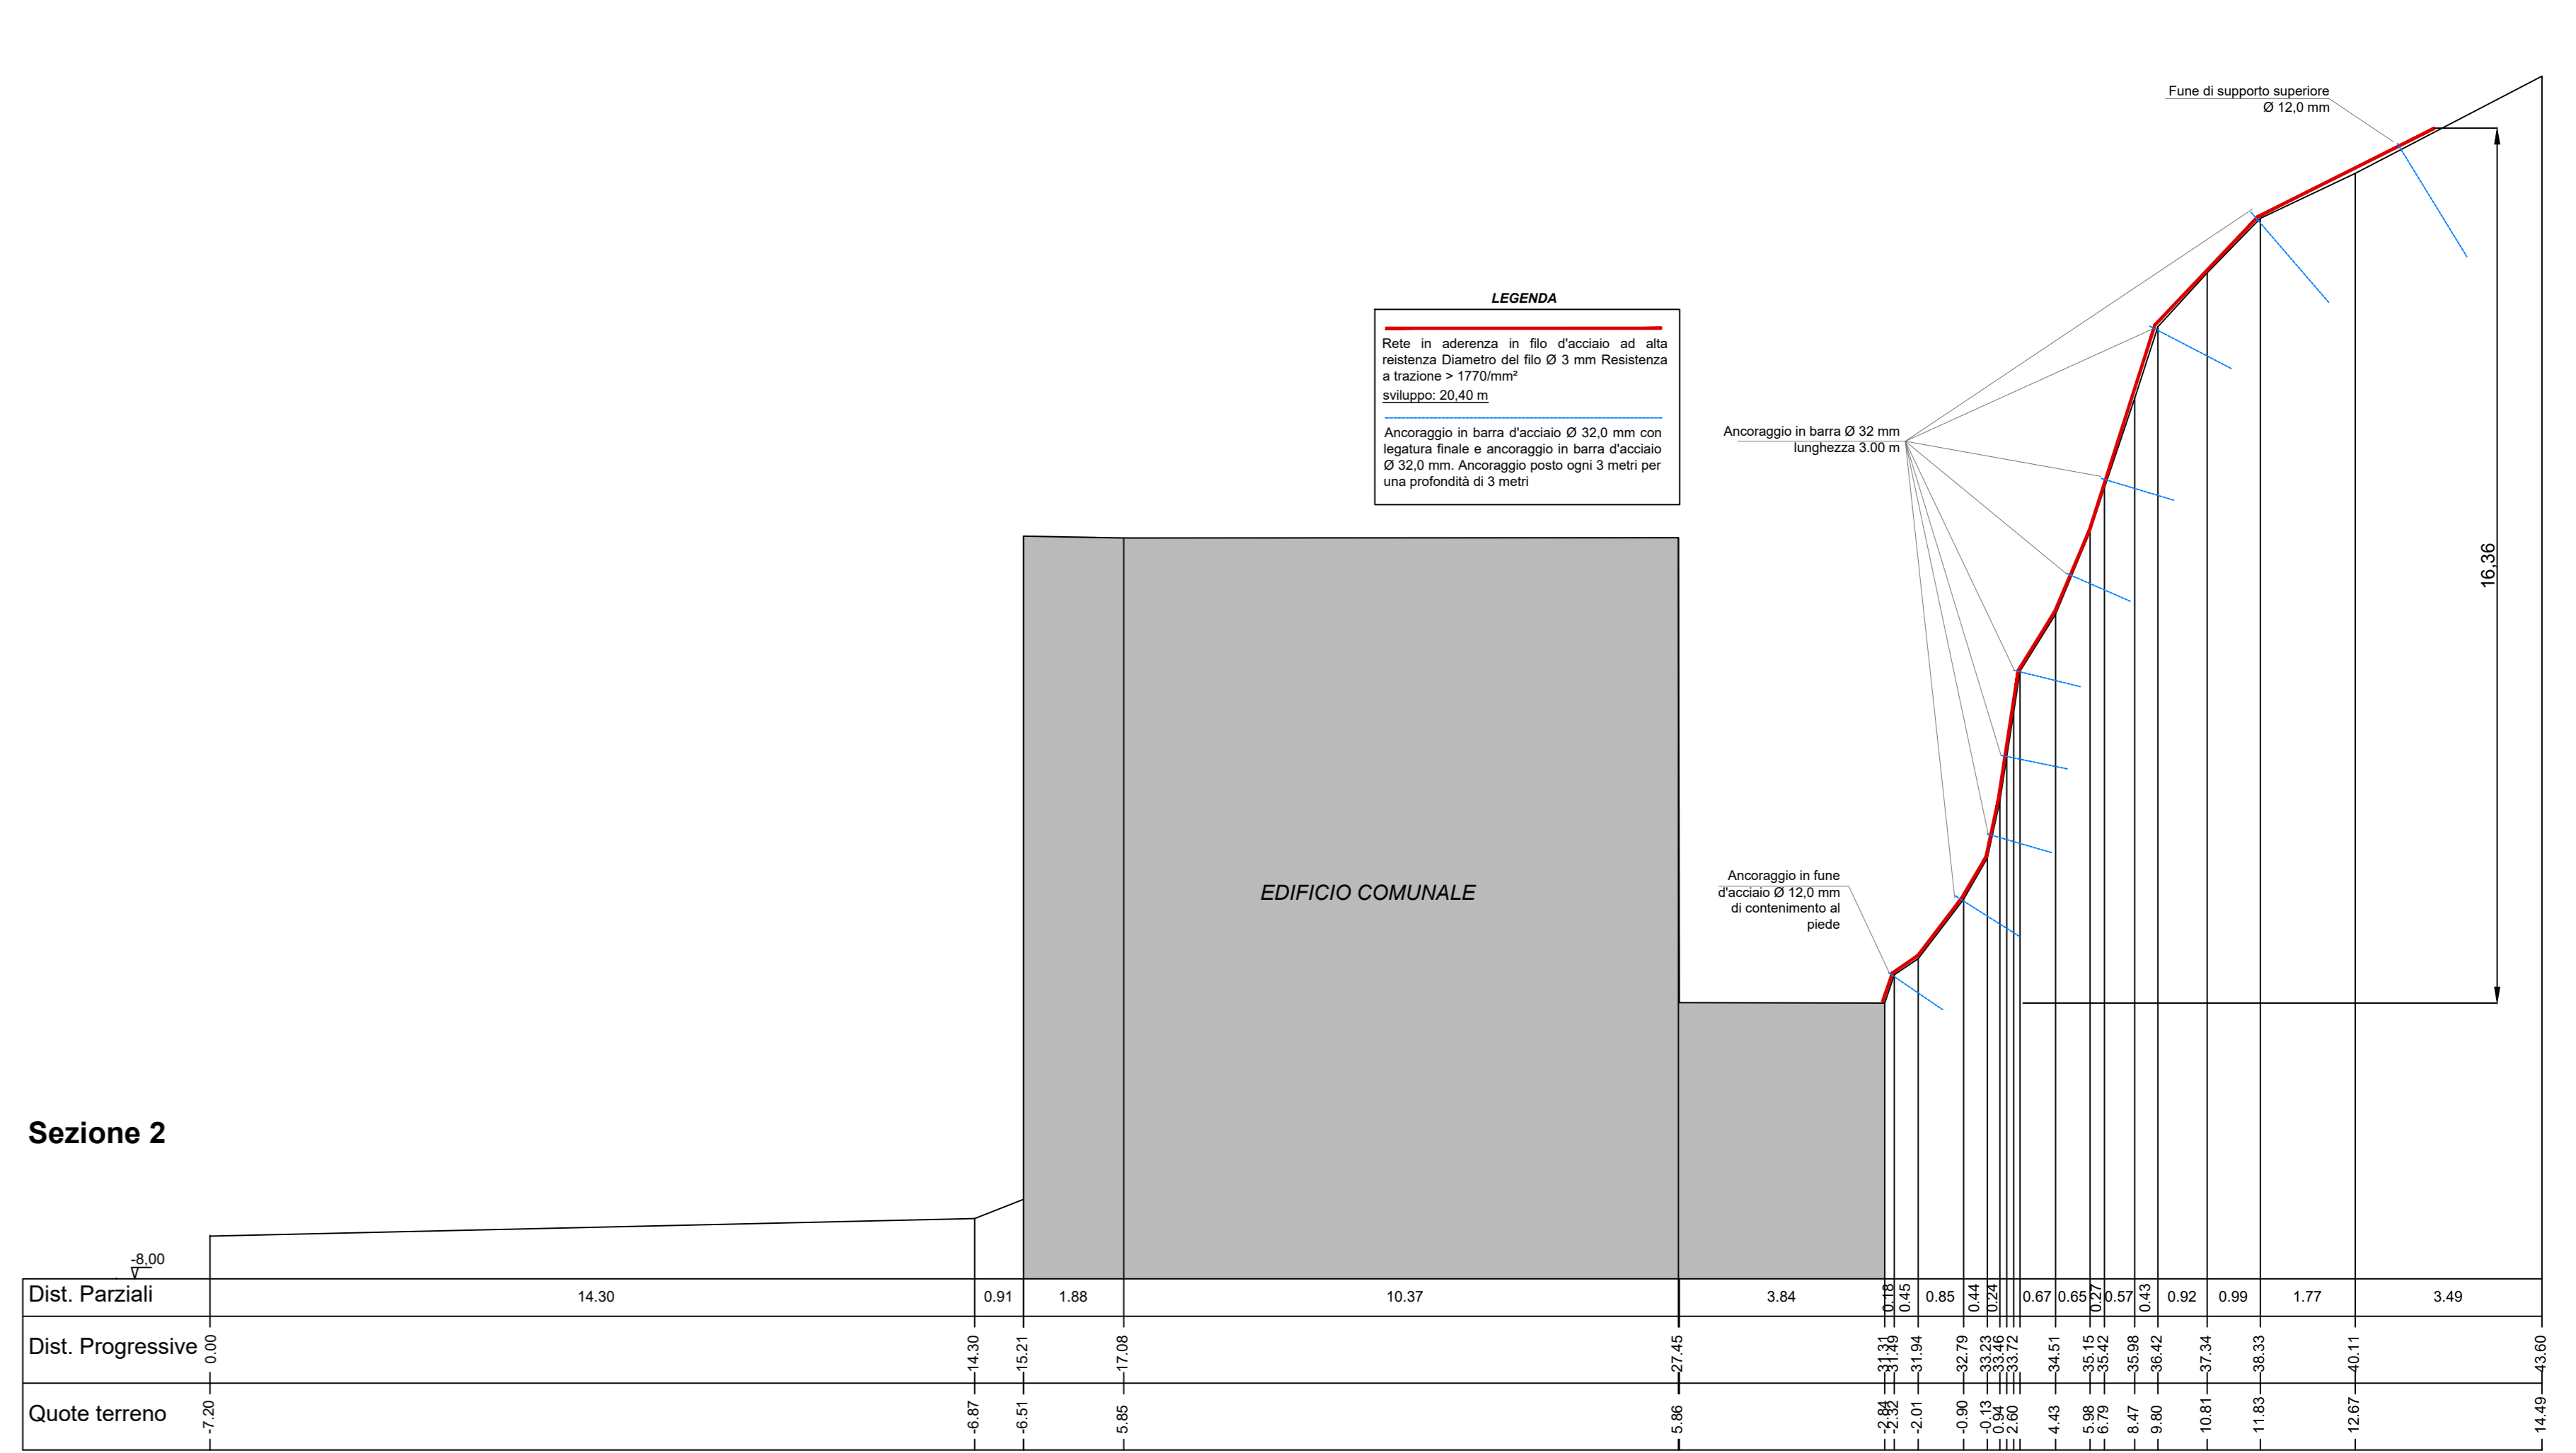 Fune di supporto superiore
Ø 12,0 mm
LEGENDA
Rete in aderenza in filo d'acciaio ad alta
reistenza Diametro del filo Ø 3 mm Resistenza
a trazione > 1770/mm²
sviluppo: 20,40 m
Ancoraggio in barra d'acciaio Ø 32,0 mm con
legatura finale e ancoraggio in barra d'acciaio
Ø 32,0 mm. Ancoraggio posto ogni 3 metri per
una profondità di 3 metri
Ancoraggio in barra Ø 32 mm
lunghezza 3.00 m
16,36
EDIFICIO COMUNALE
Ancoraggio in fune
d'acciaio Ø 12,0 mm
di contenimento al
piede
Sezione 2
-8,00
Dist. Parziali 14.30 0.91 1.88 10.37 3.84 0.18 0.45 0.85 0.44 0.24 0.67 0.65 0.27 0.57 0.43 0.92 0.99 1.77 3.49
Dist. Progressive 0.00 14.30 15.21 17.08 27.45 31.31 31.49 31.94 32.79 33.23 33.46 33.72 34.51 35.15 35.42 35.98 36.42 37.34 38.33 40.11 43.60
Quote terreno -7.20 -6.87 -6.51 5.85 5.86 -2.84 -2.32 -2.01 -0.90 -0.13 0.94 2.60 4.43 5.98 6.79 8.47 9.80 10.81 11.83 12.67 14.49